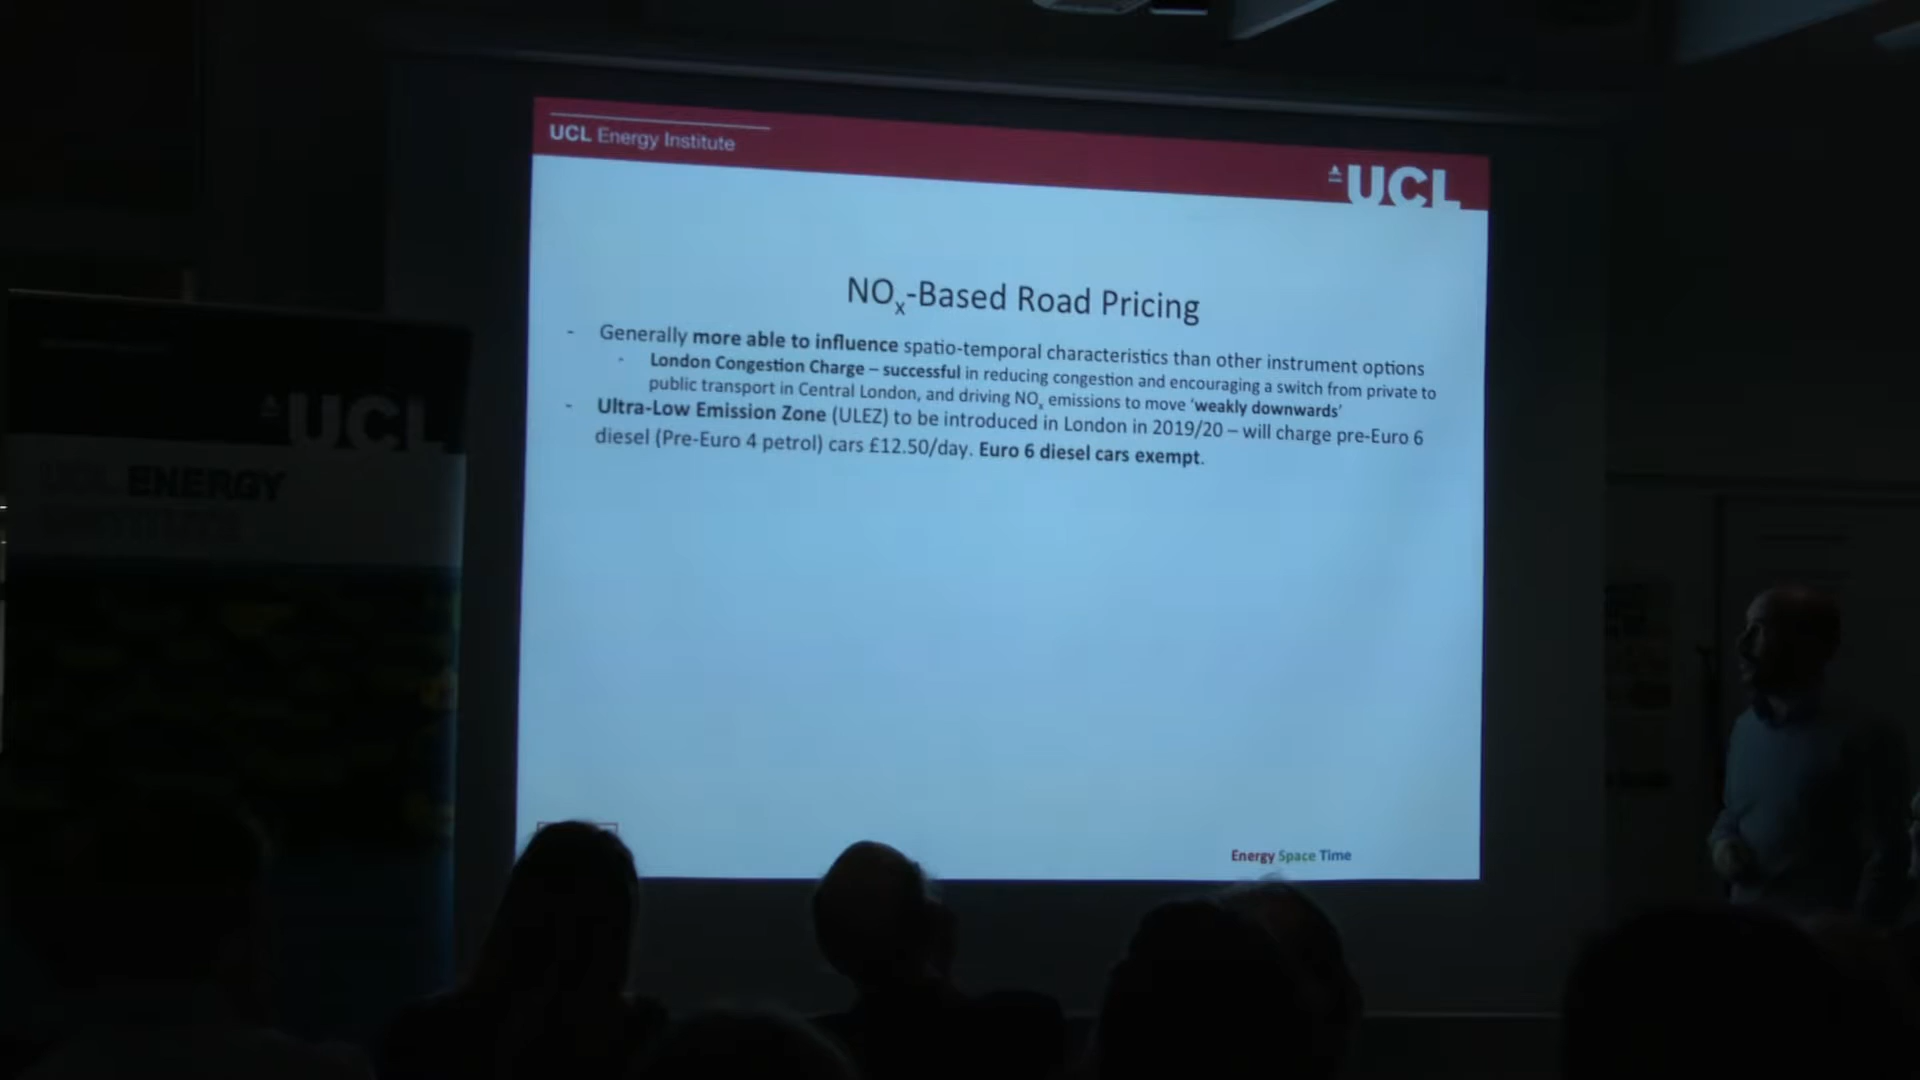 UCL Energy Institute
UCL
NOx-Based Road Pricing
- Generally more able to influence spatio-temporal characteristics than other instrument options
- London Congestion Charge – successful in reducing congestion and encouraging a switch from private to
public transport in Central London, and driving NOx emissions to move ‘weakly downwards’
- Ultra-Low Emission Zone (ULEZ) to be introduced in London in 2019/20 – will charge pre-Euro 6
diesel (Pre-Euro 4 petrol) cars £12.50/day. Euro 6 diesel cars exempt.
Energy Space Time
UCL
UCL ENERGY
INSTITUTE